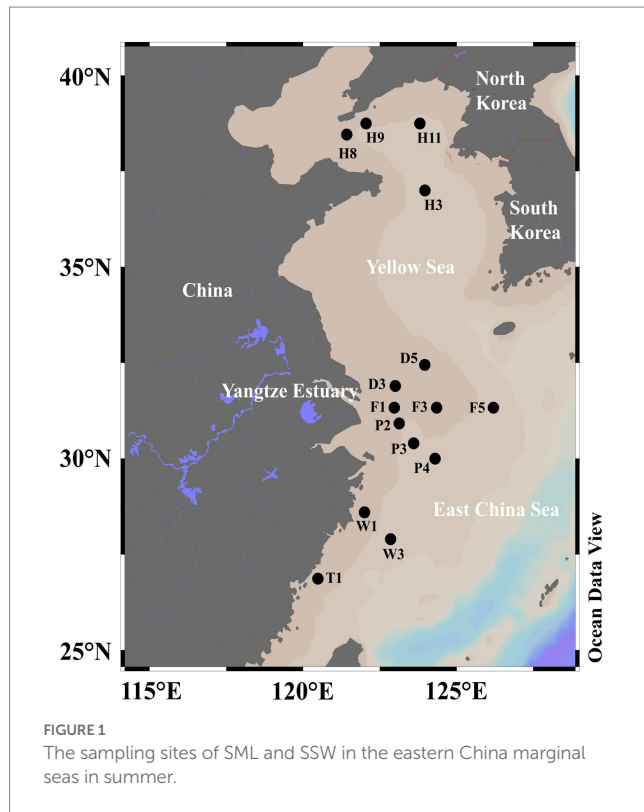 40°N
North
Korea
H9
H11
H8
H3
South
Korea
35°N
Yellow Sea
China
D5
D3
Yangtze Estuary
F1
F3
F5
P2
P3
30°N
P4
East China Sea
W1
W3
T1
25°N
115°E
120°E
125°E
Ocean Data View
FIGURE 1
The sampling sites of SML and SSW in the eastern China marginal
seas in summer.